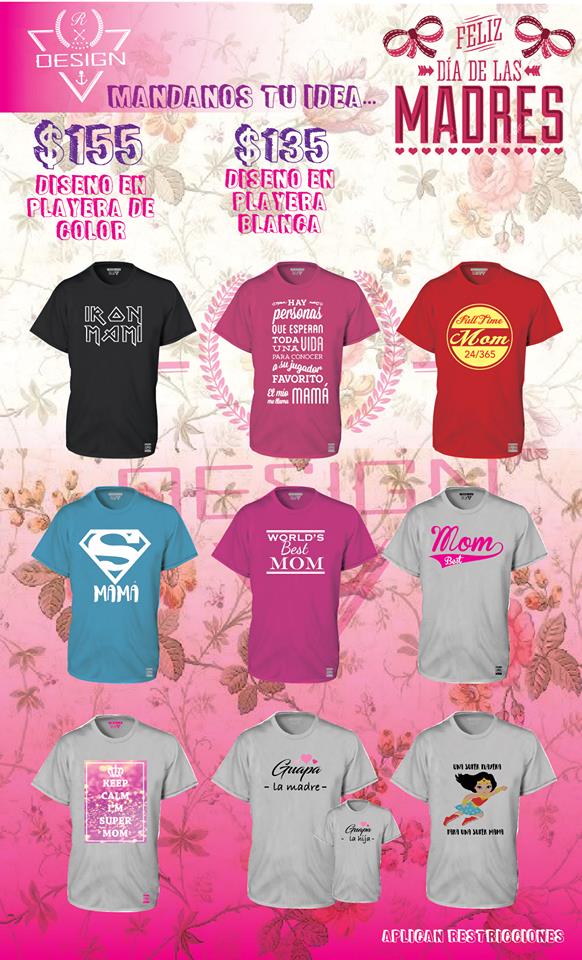 R
DESIGN
MANDANOS TU IDEA...
FELIZ
DÍA DE LAS
MADRES
$155
DISENO EN
PLAYERA DE
COLOR
$135
DISENO EN
PLAYERA
BLANCA
IRON
MAMI
HAY
personas
QUE ESPERAN
TODA
UNA VIDA
PARA CONOCER
a su jugador
FAVORITO
El mío
me llama MAMÁ
Full Time
Mom
24/365
DESIGN
S
MAMÁ
WORLD'S
Best
MOM
Mom
Best
KEEP
CALM
I'M
SUPER
MOM
Guapa
- la madre -
Guapa
- la hija -
UNA SUPER PLAYERA
PARA UNA SUPER MAMA
APLICAN RESTRICCIONES